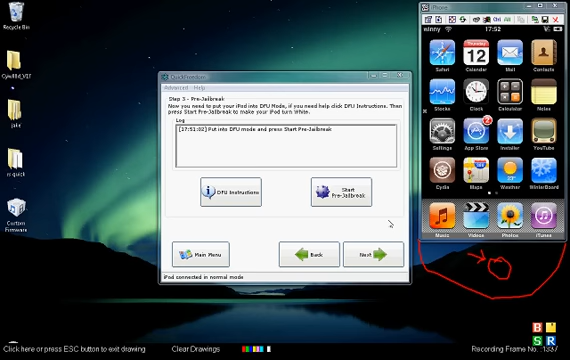 Recycle Bin
jake
rs quick
Custom
Firmware
QuickFreedom
Advanced Help
Step 3 - Pre-Jailbreak
Now you need to put your iPod into DFU Mode, if you need help click DFU Instructions. Then
press Start Pre-Jailbreak to make your iPod turn White.
Log
[17:51:02] Put into DFU mode and press Start Pre-Jailbreak
DFU Instructions
Start
Pre-Jailbreak
Main Menu
Back
Next
iPod connected in normal mode
winny
17:52
Safari
Thursday
12
Calendar
Mail
Contacts
Stocks
Clock
Calculator
Notes
Settings
2
App Store
Installer
YouTube
Cydia
Maps
Weather
WinterBoard
Music
Videos
Photos
iTunes
B
S R
Click here or press ESC button to exit drawing
Clear Drawings
Recording Frame No. 1337